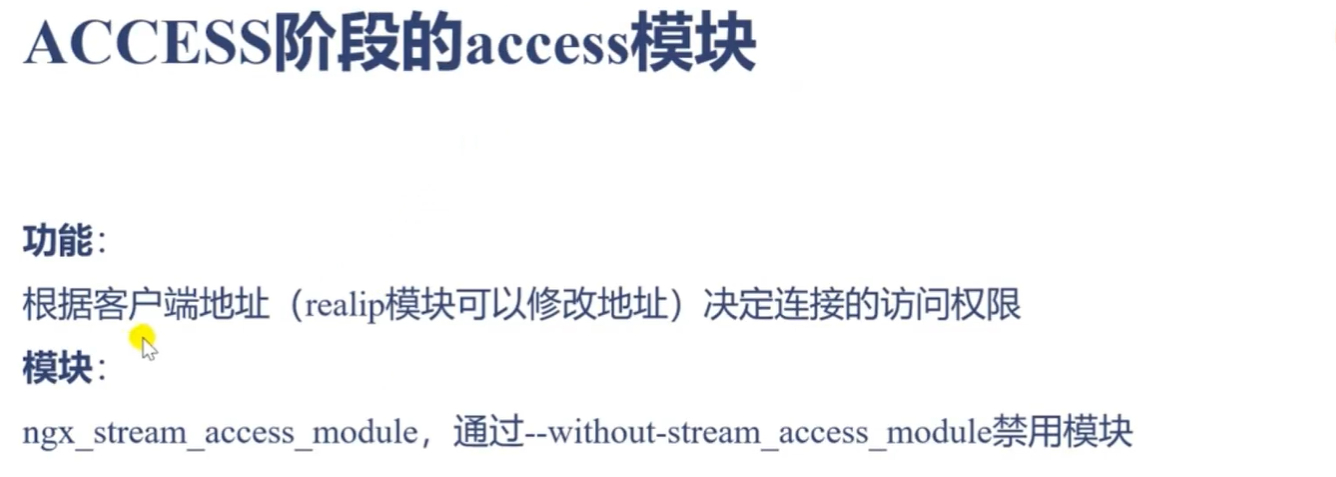 ACCESS阶段的access模块
功能：
根据客户端地址（realip模块可以修改地址）决定连接的访问权限
模块：
ngx_stream_access_module，通过--without-stream_access_module禁用模块